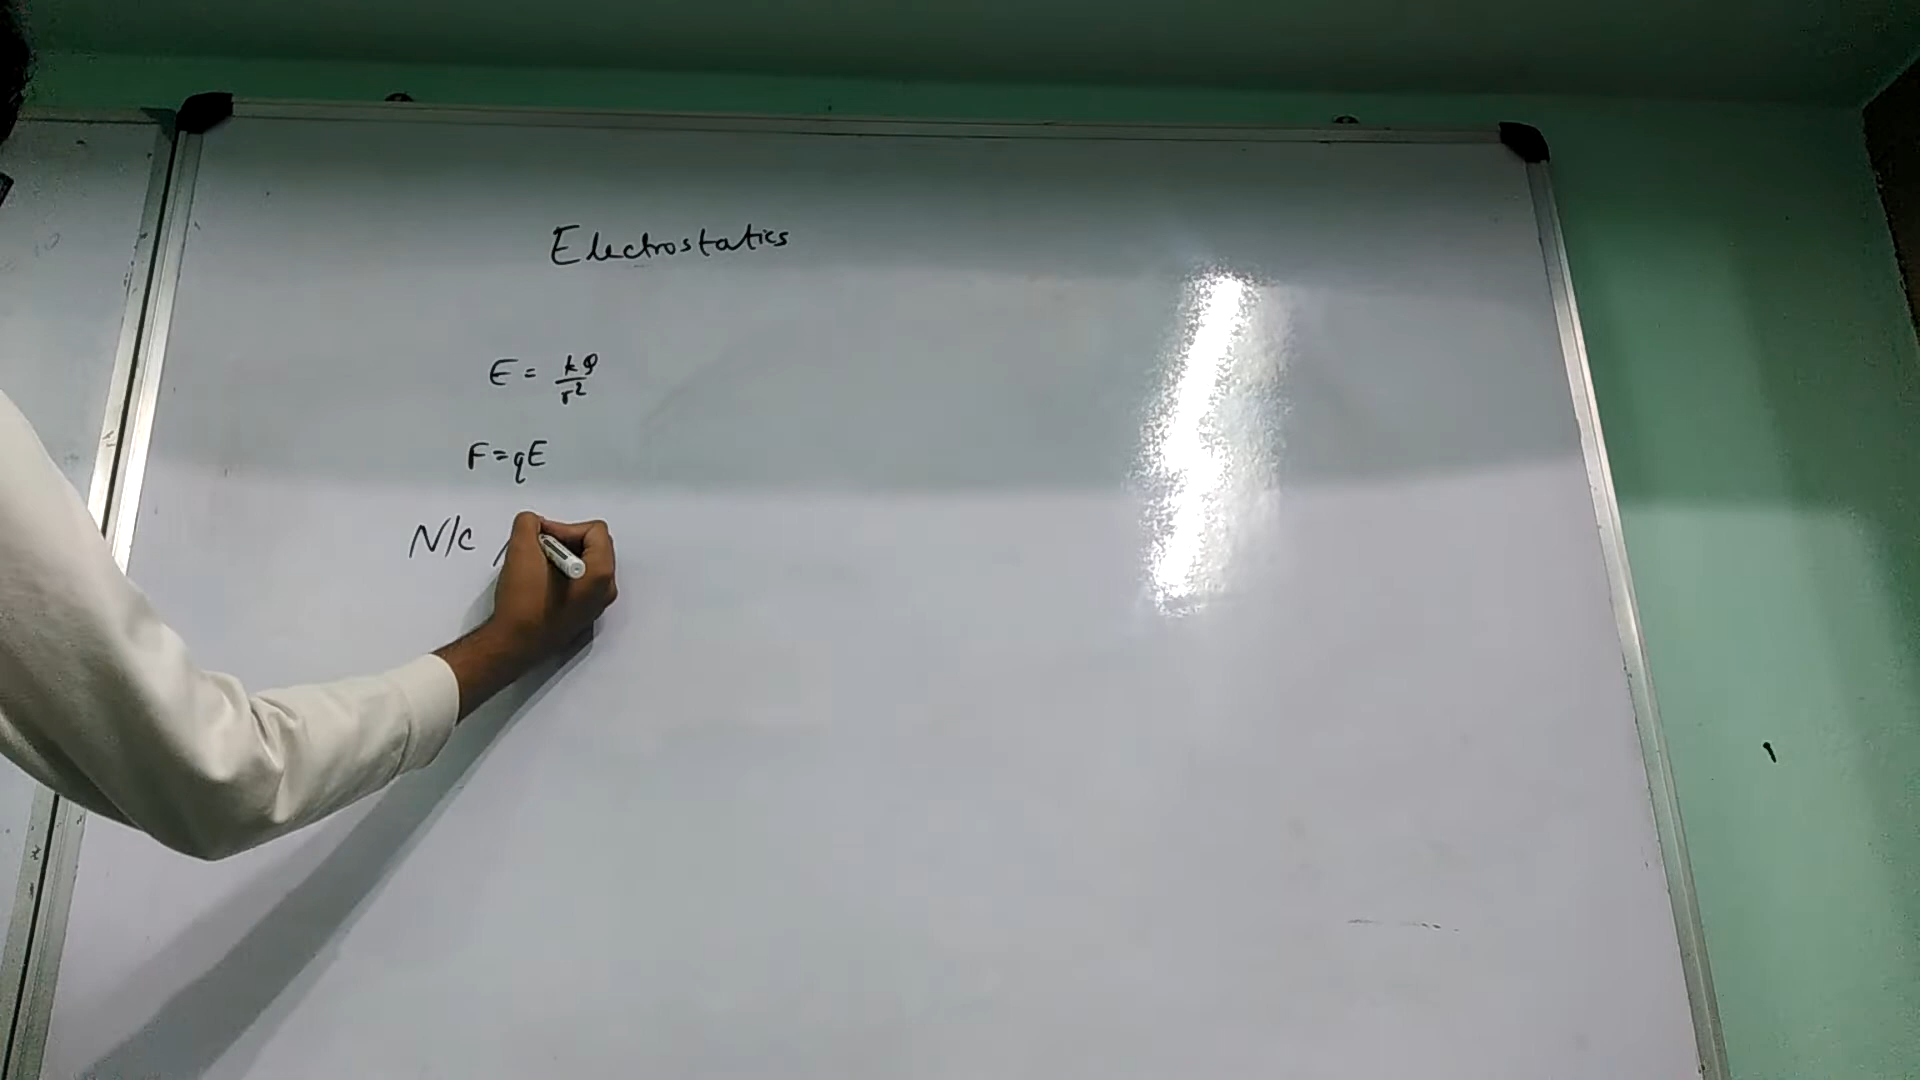 Electrostatics
E = kQ/r²
F=qE
N/C